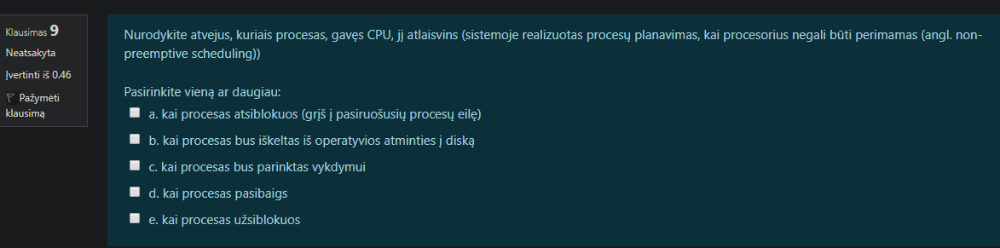 Klausimas 9
Neatsakyta
Įvertinti iš 0.46
Pažymėti
klausimą
Nurodykite atvejus, kuriais procesas, gavęs CPU, jį atlaisvins (sistemoje realizuotas procesų planavimas, kai procesorius negali būti perimamas (angl. non-
preemptive scheduling))
Pasirinkite vieną ar daugiau:
a. kai procesas atsiblokuos (grįš į pasiruošusių procesų eilę)
b. kai procesas bus iškeltas iš operatyvios atminties į diską
c. kai procesas bus parinktas vykdymui
d. kai procesas pasibaigs
e. kai procesas užsiblokuos